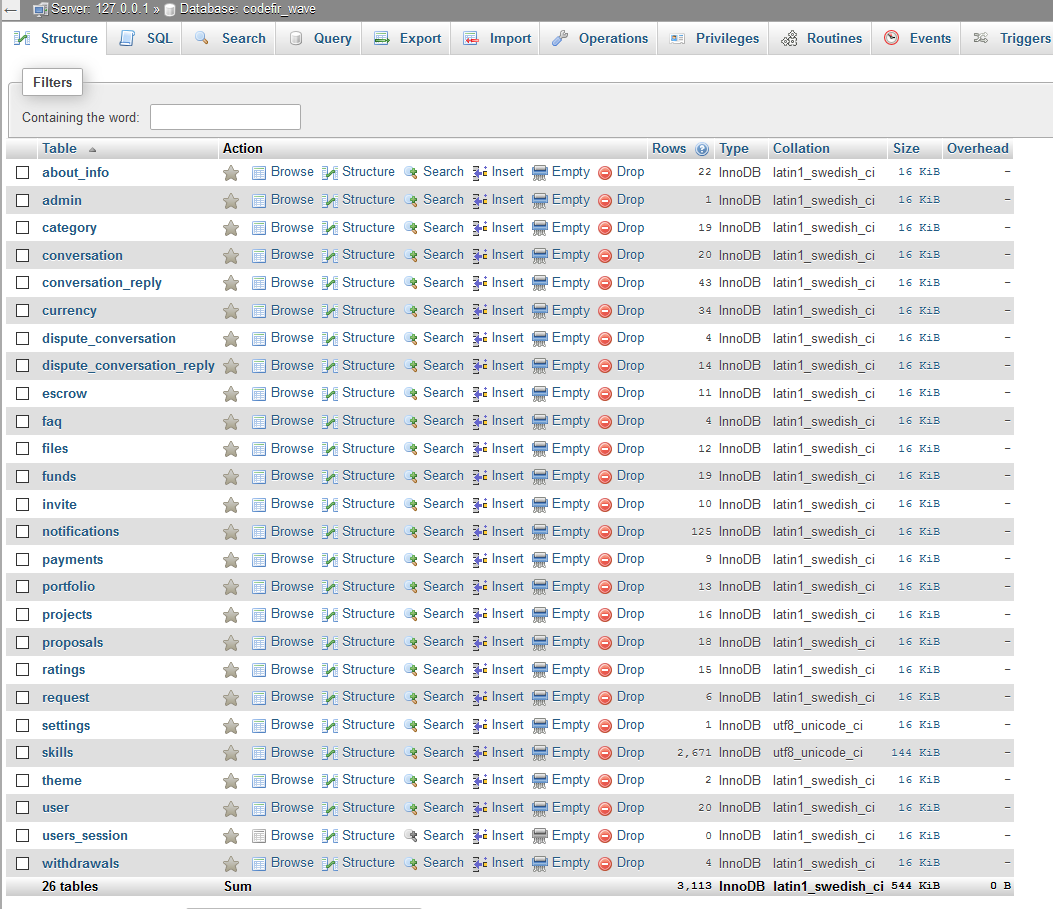 Server: 127.0.0.1 » Database: codefir_wave
Structure SQL Search Query Export Import Operations Privileges Routines Events Triggers
Filters
Containing the word:
Table Action Rows Type Collation Size Overhead
about_info Browse Structure Search Insert Empty Drop 22 InnoDB latin1_swedish_ci 16 KiB -
admin Browse Structure Search Insert Empty Drop 1 InnoDB latin1_swedish_ci 16 KiB -
category Browse Structure Search Insert Empty Drop 19 InnoDB latin1_swedish_ci 16 KiB -
conversation Browse Structure Search Insert Empty Drop 20 InnoDB latin1_swedish_ci 16 KiB -
conversation_reply Browse Structure Search Insert Empty Drop 43 InnoDB latin1_swedish_ci 16 KiB -
currency Browse Structure Search Insert Empty Drop 34 InnoDB latin1_swedish_ci 16 KiB -
dispute_conversation Browse Structure Search Insert Empty Drop 4 InnoDB latin1_swedish_ci 16 KiB -
dispute_conversation_reply Browse Structure Search Insert Empty Drop 14 InnoDB latin1_swedish_ci 16 KiB -
escrow Browse Structure Search Insert Empty Drop 11 InnoDB latin1_swedish_ci 16 KiB -
faq Browse Structure Search Insert Empty Drop 4 InnoDB latin1_swedish_ci 16 KiB -
files Browse Structure Search Insert Empty Drop 12 InnoDB latin1_swedish_ci 16 KiB -
funds Browse Structure Search Insert Empty Drop 19 InnoDB latin1_swedish_ci 16 KiB -
invite Browse Structure Search Insert Empty Drop 10 InnoDB latin1_swedish_ci 16 KiB -
notifications Browse Structure Search Insert Empty Drop 125 InnoDB latin1_swedish_ci 16 KiB -
payments Browse Structure Search Insert Empty Drop 9 InnoDB latin1_swedish_ci 16 KiB -
portfolio Browse Structure Search Insert Empty Drop 13 InnoDB latin1_swedish_ci 16 KiB -
projects Browse Structure Search Insert Empty Drop 16 InnoDB latin1_swedish_ci 16 KiB -
proposals Browse Structure Search Insert Empty Drop 18 InnoDB latin1_swedish_ci 16 KiB -
ratings Browse Structure Search Insert Empty Drop 15 InnoDB latin1_swedish_ci 16 KiB -
request Browse Structure Search Insert Empty Drop 6 InnoDB latin1_swedish_ci 16 KiB -
settings Browse Structure Search Insert Empty Drop 1 InnoDB utf8_unicode_ci 16 KiB -
skills Browse Structure Search Insert Empty Drop 2,671 InnoDB utf8_unicode_ci 144 KiB -
theme Browse Structure Search Insert Empty Drop 2 InnoDB latin1_swedish_ci 16 KiB -
user Browse Structure Search Insert Empty Drop 20 InnoDB latin1_swedish_ci 16 KiB -
users_session Browse Structure Search Insert Empty Drop 0 InnoDB latin1_swedish_ci 16 KiB -
withdrawals Browse Structure Search Insert Empty Drop 4 InnoDB latin1_swedish_ci 16 KiB -
26 tables Sum 3,113 InnoDB latin1_swedish_ci 544 KiB 0 B